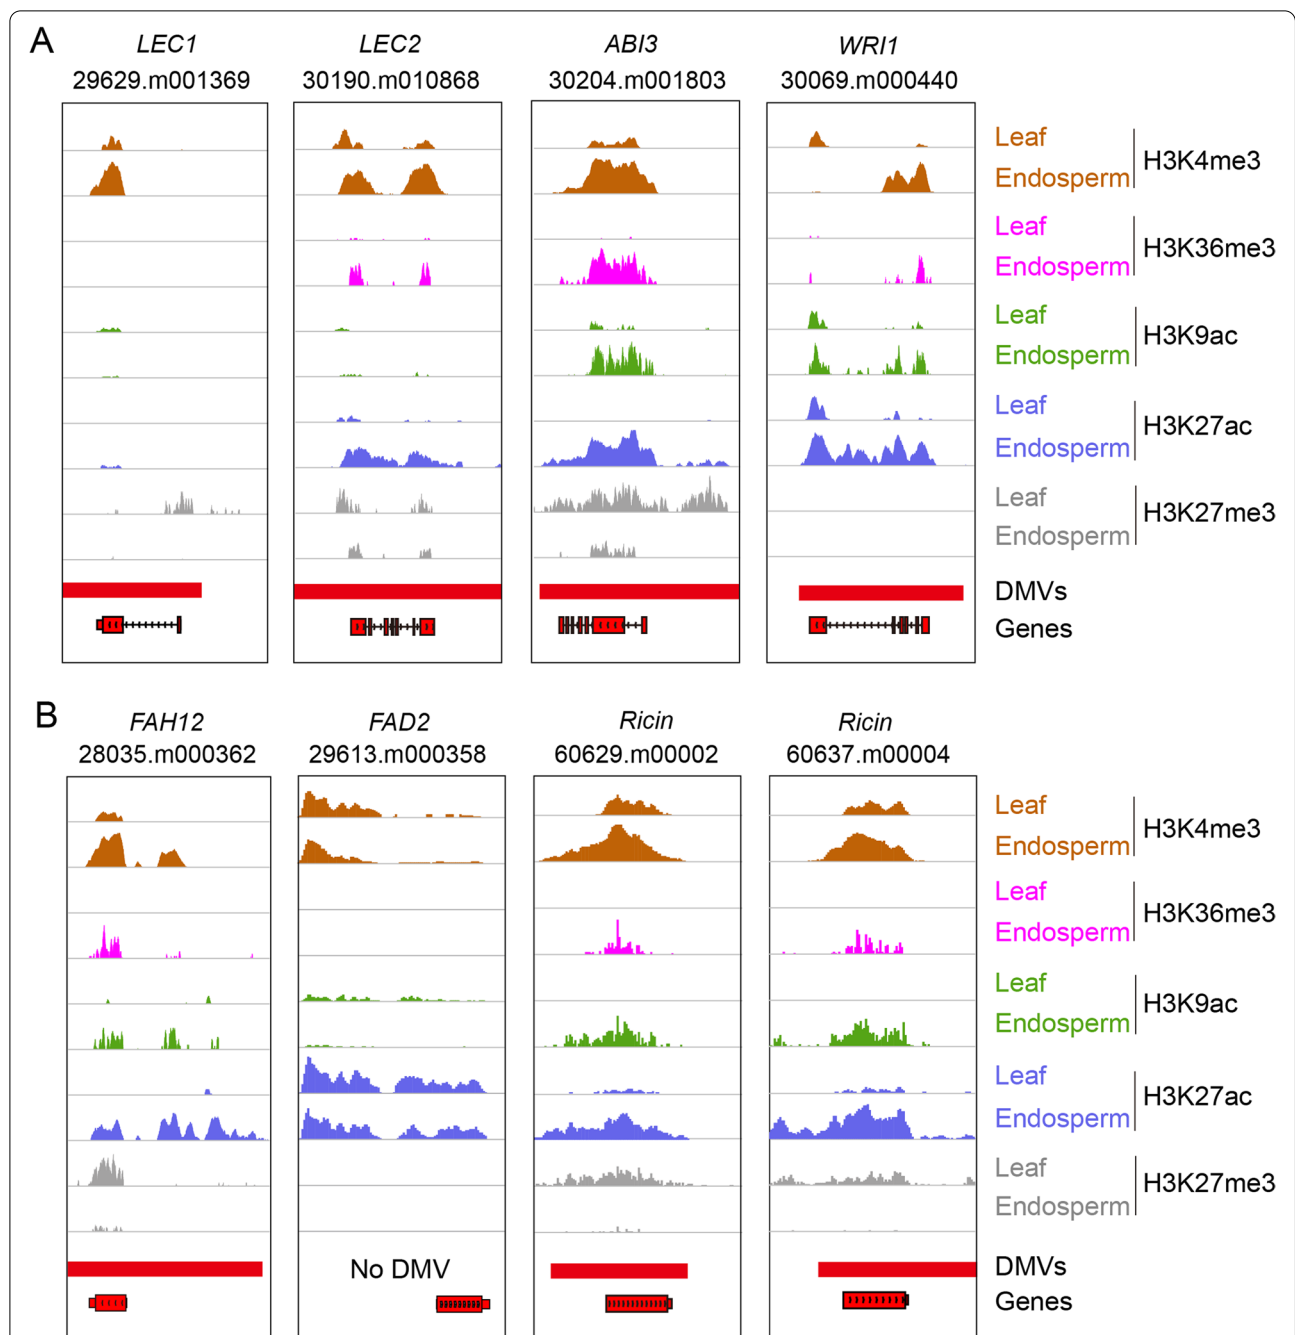 A
LEC1 LEC2 ABI3 WRI1
29629.m001369 30190.m010868 30204.m001803 30069.m000440
Leaf
Endosperm
H3K4me3
Leaf
Endosperm
H3K36me3
Leaf
Endosperm
H3K9ac
Leaf
Endosperm
H3K27ac
Leaf
Endosperm
H3K27me3
DMVs
Genes
B
FAH12 FAD2 Ricin Ricin
28035.m000362 29613.m000358 60629.m00002 60637.m00004
Leaf
Endosperm
H3K4me3
Leaf
Endosperm
H3K36me3
Leaf
Endosperm
H3K9ac
Leaf
Endosperm
H3K27ac
Leaf
Endosperm
H3K27me3
No DMV DMVs
Genes